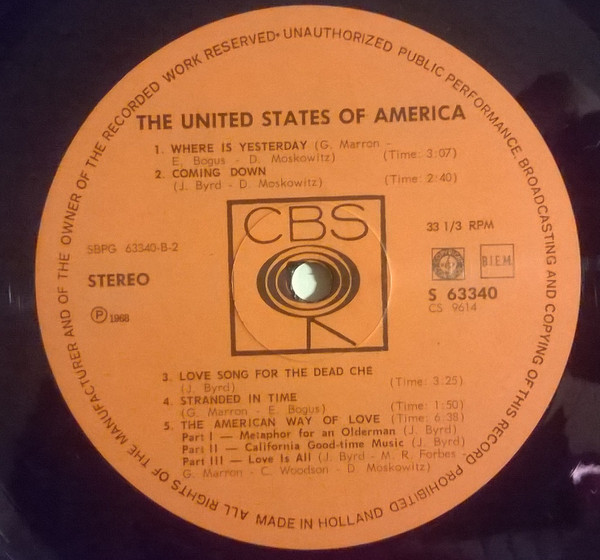 ALL RIGHTS OF THE MANUFACTURER AND OF THE OWNER OF THE RECORDED WORK RESERVED • UNAUTHORIZED PUBLIC PERFORMANCE, BROADCASTING AND COPYING OF THIS RECORD PROHIBITED
THE UNITED STATES OF AMERICA
1. WHERE IS YESTERDAY (G. Marron -
E. Bogus - D. Moskowitz) (Time: 3:07)
2. COMING DOWN
(J. Byrd - D. Moskowitz) (Time: 2:40)
CBS
33 1/3 RPM
SBPG 63340-B-2
B.I.E.M.
STEREO
S 63340
CS 9614
Ⓟ 1968
3. LOVE SONG FOR THE DEAD CHE
(J. Byrd) (Time: 3:25)
4. STRANDED IN TIME
(G. Marron - E. Bogus) (Time: 1:50)
5. THE AMERICAN WAY OF LOVE (Time: 6:38)
Part I — Metaphor for an Olderman (J. Byrd)
Part II — California Good-time Music (J. Byrd)
Part III — Love Is All (J. Byrd - M. R. Forbes -
G. Marron - C. Woodson - D. Moskowitz)
MADE IN HOLLAND